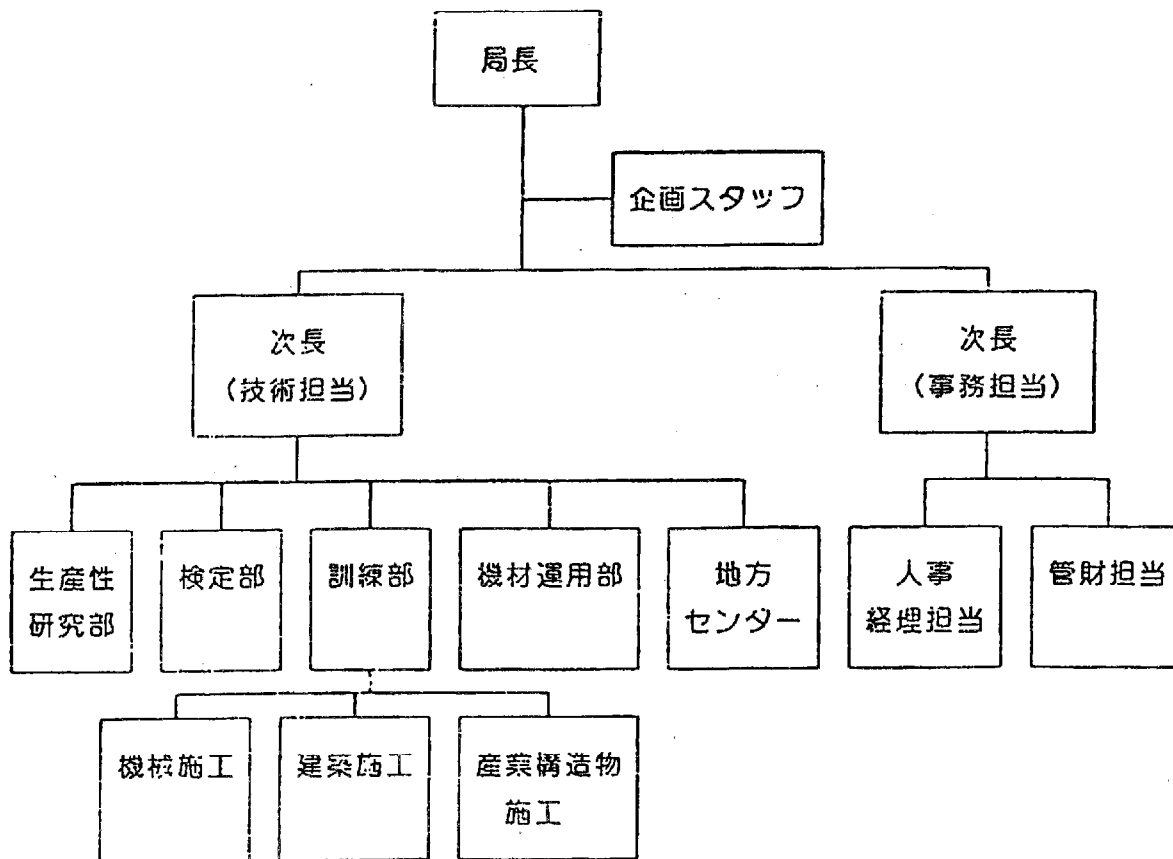 局長
企画スタッフ
次長
(技術担当)
次長
(事務担当)
生産性
研究部
検定部
訓練部
機材運用部
地方
センター
人事
経理担当
管財担当
機械施工
建築施工
産業構造物
施工